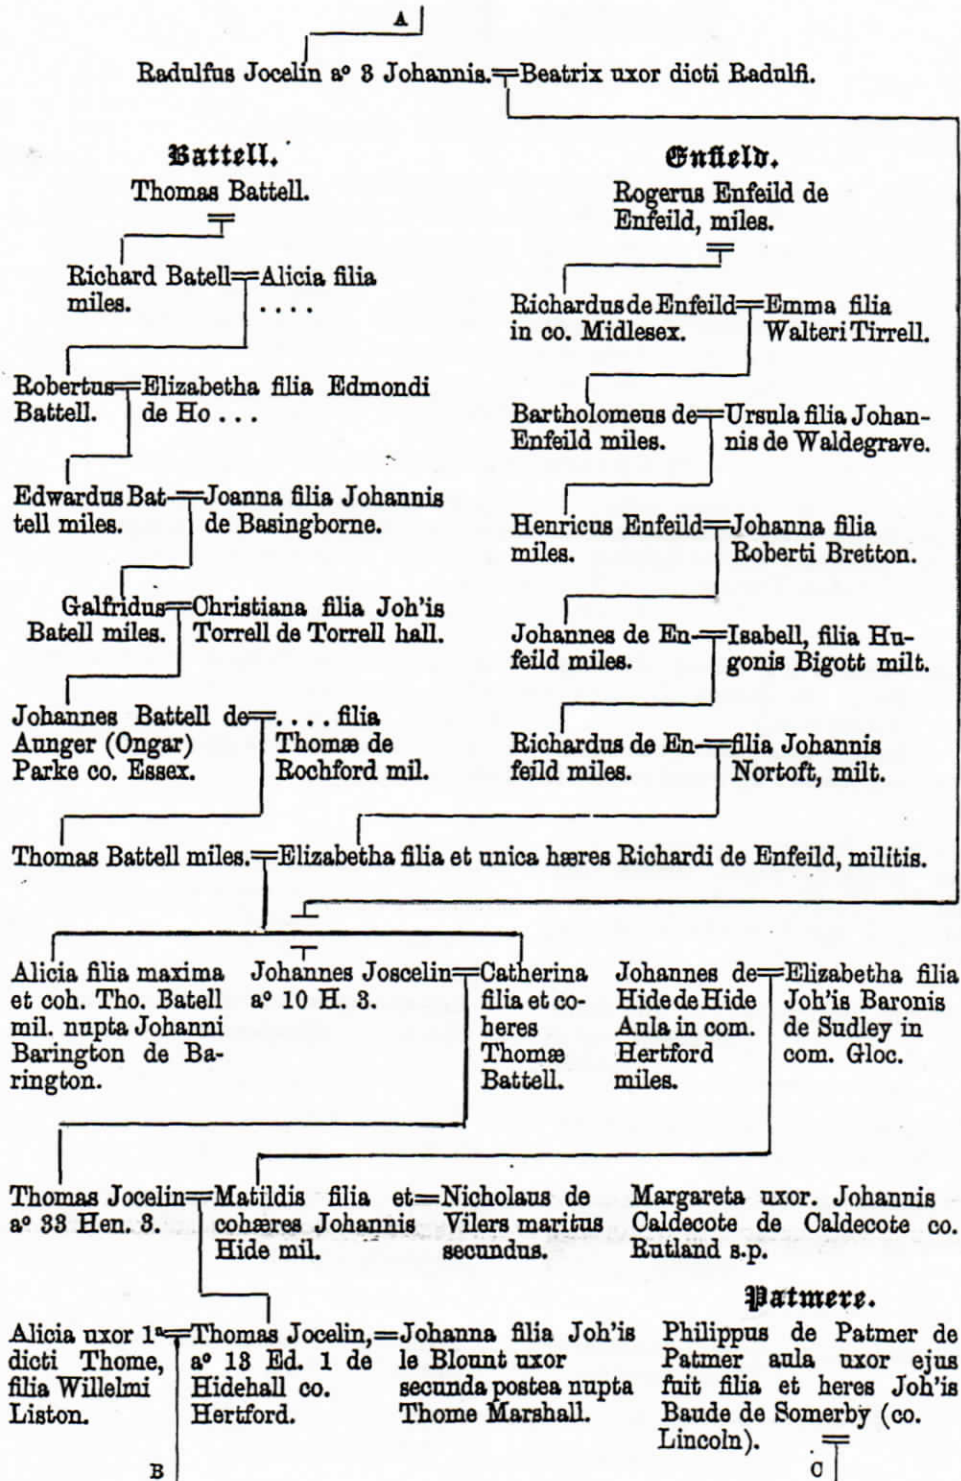 A
Radulfus Jocelin aº 3 Johannis.
Beatrix uxor dicti Radulfi.
Battell.
Thomas Battell.
Enfield.
Rogerus Enfeild de
Enfeild, miles.
Richard Batell
miles.
Alicia filia
. . . .
Richardus de Enfeild
in co. Midlesex.
Emma filia
Walteri Tirrell.
Robertus
Battell.
Elizabetha filia Edmondi
de Ho . . .
Bartholomeus de
Enfeild miles.
Ursula filia Johan-
nis de Waldegrave.
Edwardus Bat-
tell miles.
Joanna filia Johannis
de Basingborne.
Henricus Enfeild
miles.
Johanna filia
Roberti Bretton.
Galfridus
Batell miles.
Christiana filia Joh'is
Torrell de Torrell hall.
Johannes de En-
feild miles.
Isabell, filia Hu-
gonis Bigott milt.
Johannes Battell de
Aunger (Ongar)
Parke co. Essex.
. . . . filia
Thomæ de
Rochford mil.
Richardus de En-
feild miles.
filia Johannis
Nortoft, milt.
Thomas Battell miles.
Elizabetha filia et unica hæres Richardi de Enfeild, militis.
Alicia filia maxima
et coh. Tho. Batell
mil. nupta Johanni
Barington de Ba-
rington.
Johannes Joscelin
aº 10 H. 3.
Catherina
filia et co-
heres
Thomæ
Battell.
Johannes de
Hide de Hide
Aula in com.
Hertford
miles.
Elizabetha filia
Joh'is Baronis
de Sudley in
com. Gloc.
Thomas Jocelin
aº 33 Hen. 3.
Matildis filia et
cohæres Johannis
Hide mil.
Nicholaus de
Vilers maritus
secundus.
Margareta uxor. Johannis
Caldecote de Caldecote co.
Rutland s.p.
Patmere.
Alicia uxor 1ª
dicti Thome,
filia Willelmi
Liston.
Thomas Jocelin,
aº 13 Ed. 1 de
Hidehall co.
Hertford.
Johanna filia Joh'is
le Blount uxor
secunda postea nupta
Thome Marshall.
Philippus de Patmer de
Patmer aula uxor ejus
fuit filia et heres Joh'is
Baude de Somerby (co.
Lincoln).
B
C